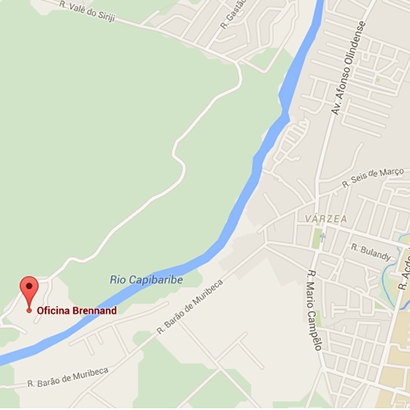 R. Vale do Siriji
R. Gastão
Av. Afonso Olindense
R. Seis de Março
VÁRZEA
R. Bulandy
Rio Capibaribe
R. Mario Campêlo
Oficina Brennand
R. Barão de Muribeca
R. Barão de Muribeca